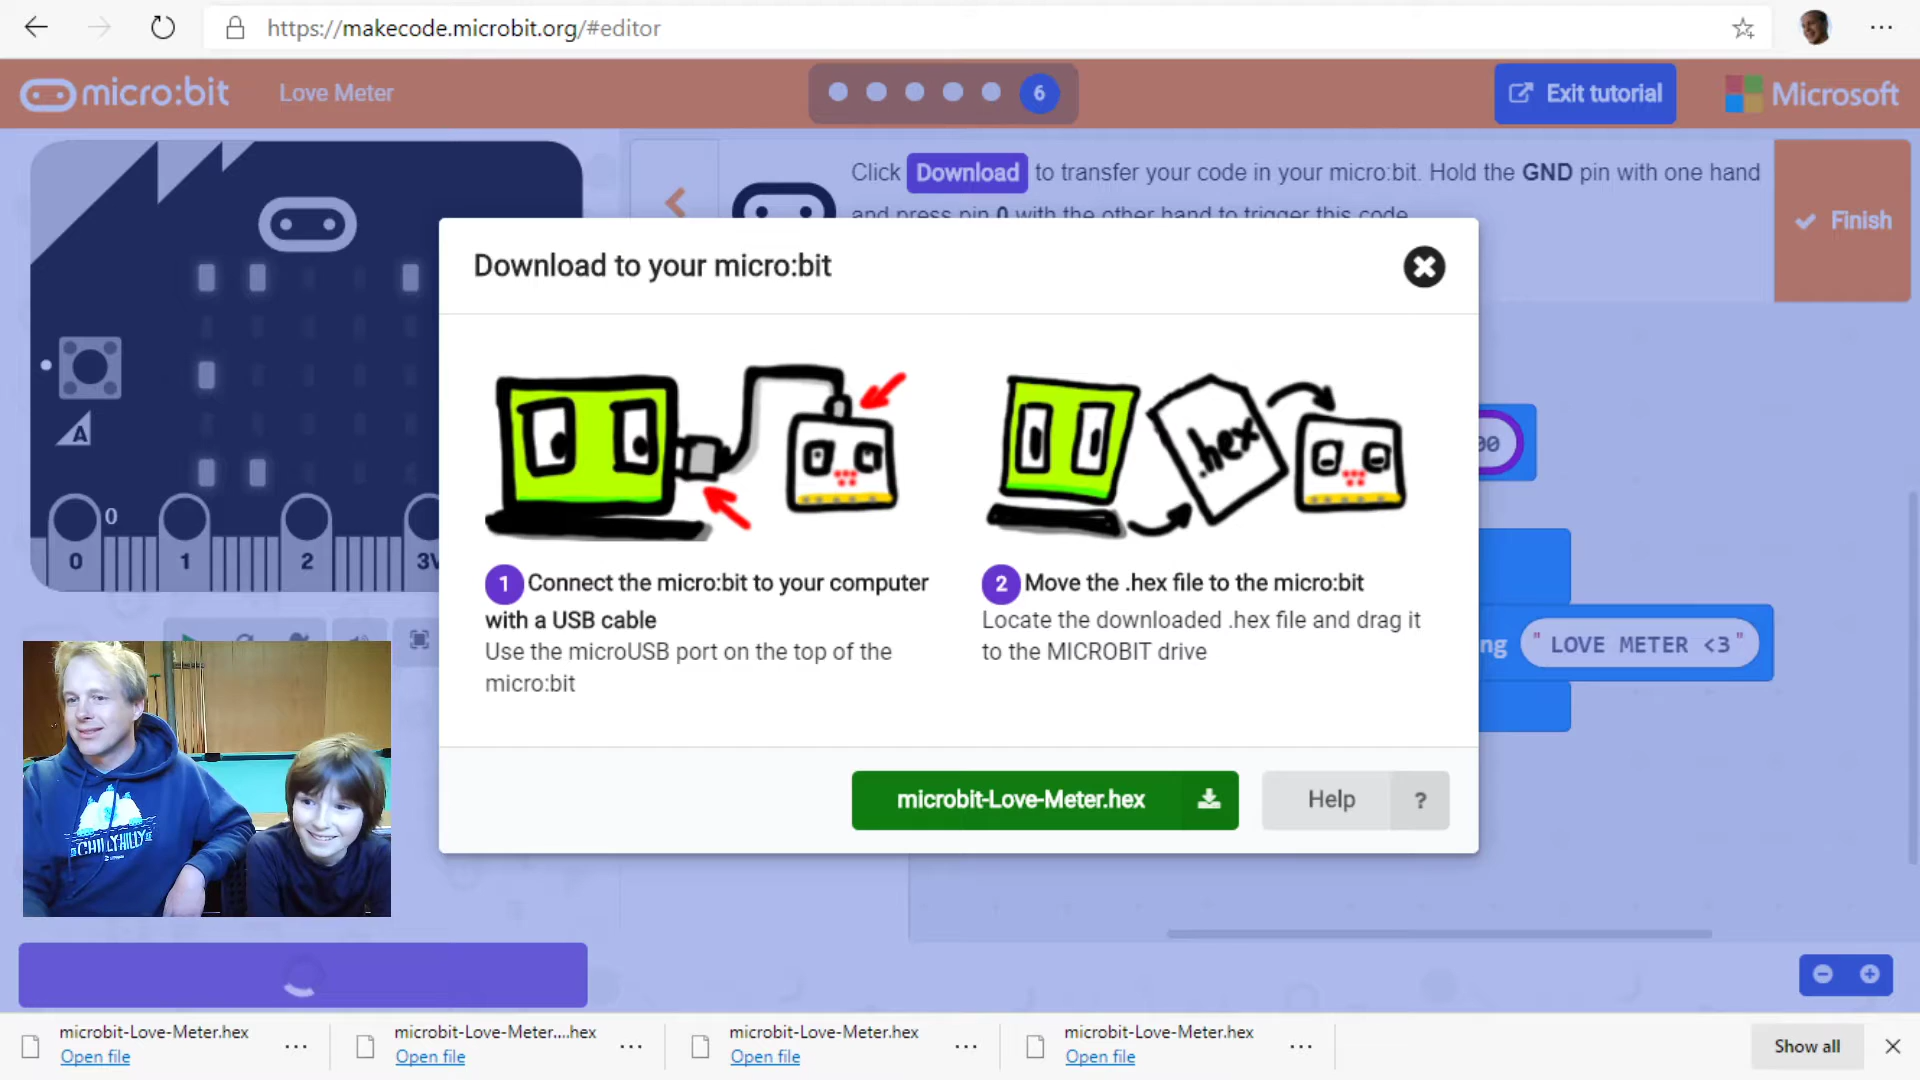 https://makecode.microbit.org/#editor
micro:bit
Love Meter
6
Exit tutorial
Microsoft
Click Download to transfer your code in your micro:bit. Hold the GND pin with one hand
and press pin 0 with the other hand to trigger this code.
Finish
Download to your micro:bit
A
0
0 1 2 3V
.hex
1 Connect the micro:bit to your computer
with a USB cable
Use the microUSB port on the top of the
micro:bit
2 Move the .hex file to the micro:bit
Locate the downloaded .hex file and drag it
to the MICROBIT drive
00
ng " LOVE METER <3 "
CHILLYHILLY
microbit-Love-Meter.hex
Help ?
microbit-Love-Meter.hex
Open file
microbit-Love-Meter....hex
Open file
microbit-Love-Meter.hex
Open file
microbit-Love-Meter.hex
Open file
Show all